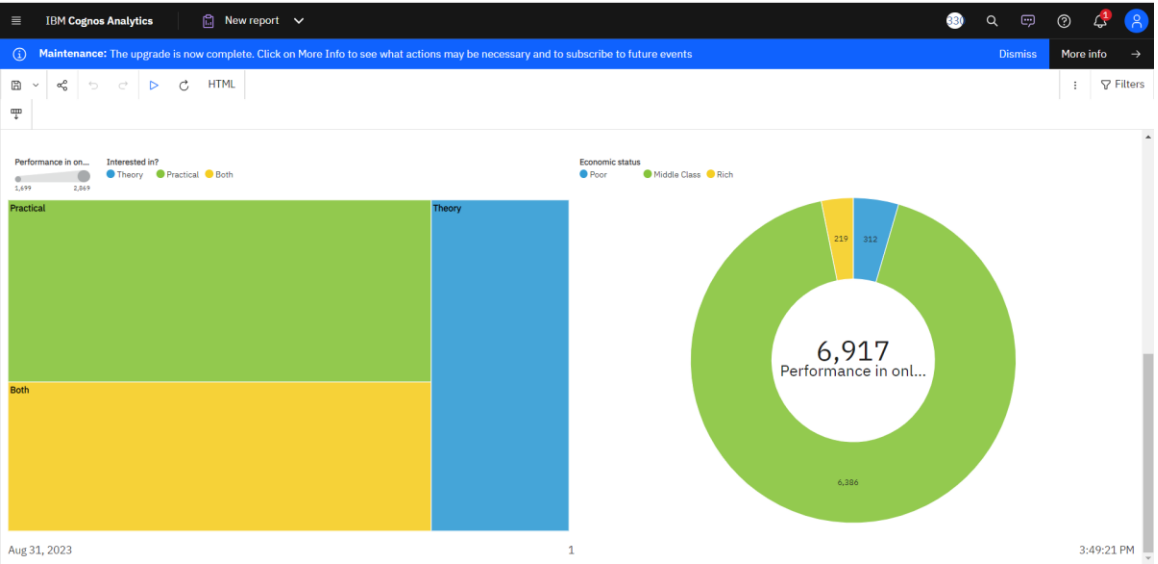 IBM Cognos Analytics
New report
330
1
Maintenance: The upgrade is now complete. Click on More Info to see what actions may be necessary and to subscribe to future events
Dismiss
More info
HTML
Filters
Performance in on...
1,699
2,869
Interested in?
Theory
Practical
Both
Economic status
Poor
Middle Class
Rich
Practical
Theory
Both
219
312
6,917
Performance in onl...
6,386
Aug 31, 2023
1
3:49:21 PM